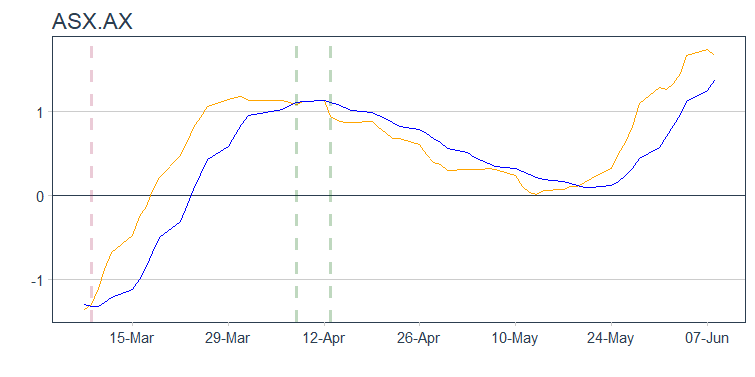 ASX.AX
1
0
-1
15-Mar
29-Mar
12-Apr
26-Apr
10-May
24-May
07-Jun